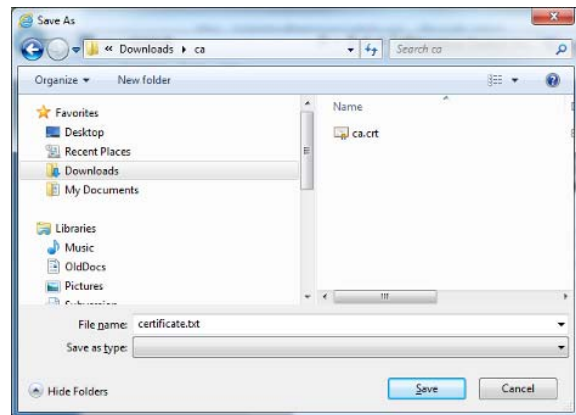 Save As
« Downloads ▸ ca
Search ca
Organize ▾ New folder
Favorites
Desktop
Recent Places
Downloads
My Documents
Libraries
Music
OldDocs
Pictures
Name
ca.crt
File name: certificate.txt
Save as type:
Hide Folders
Save
Cancel